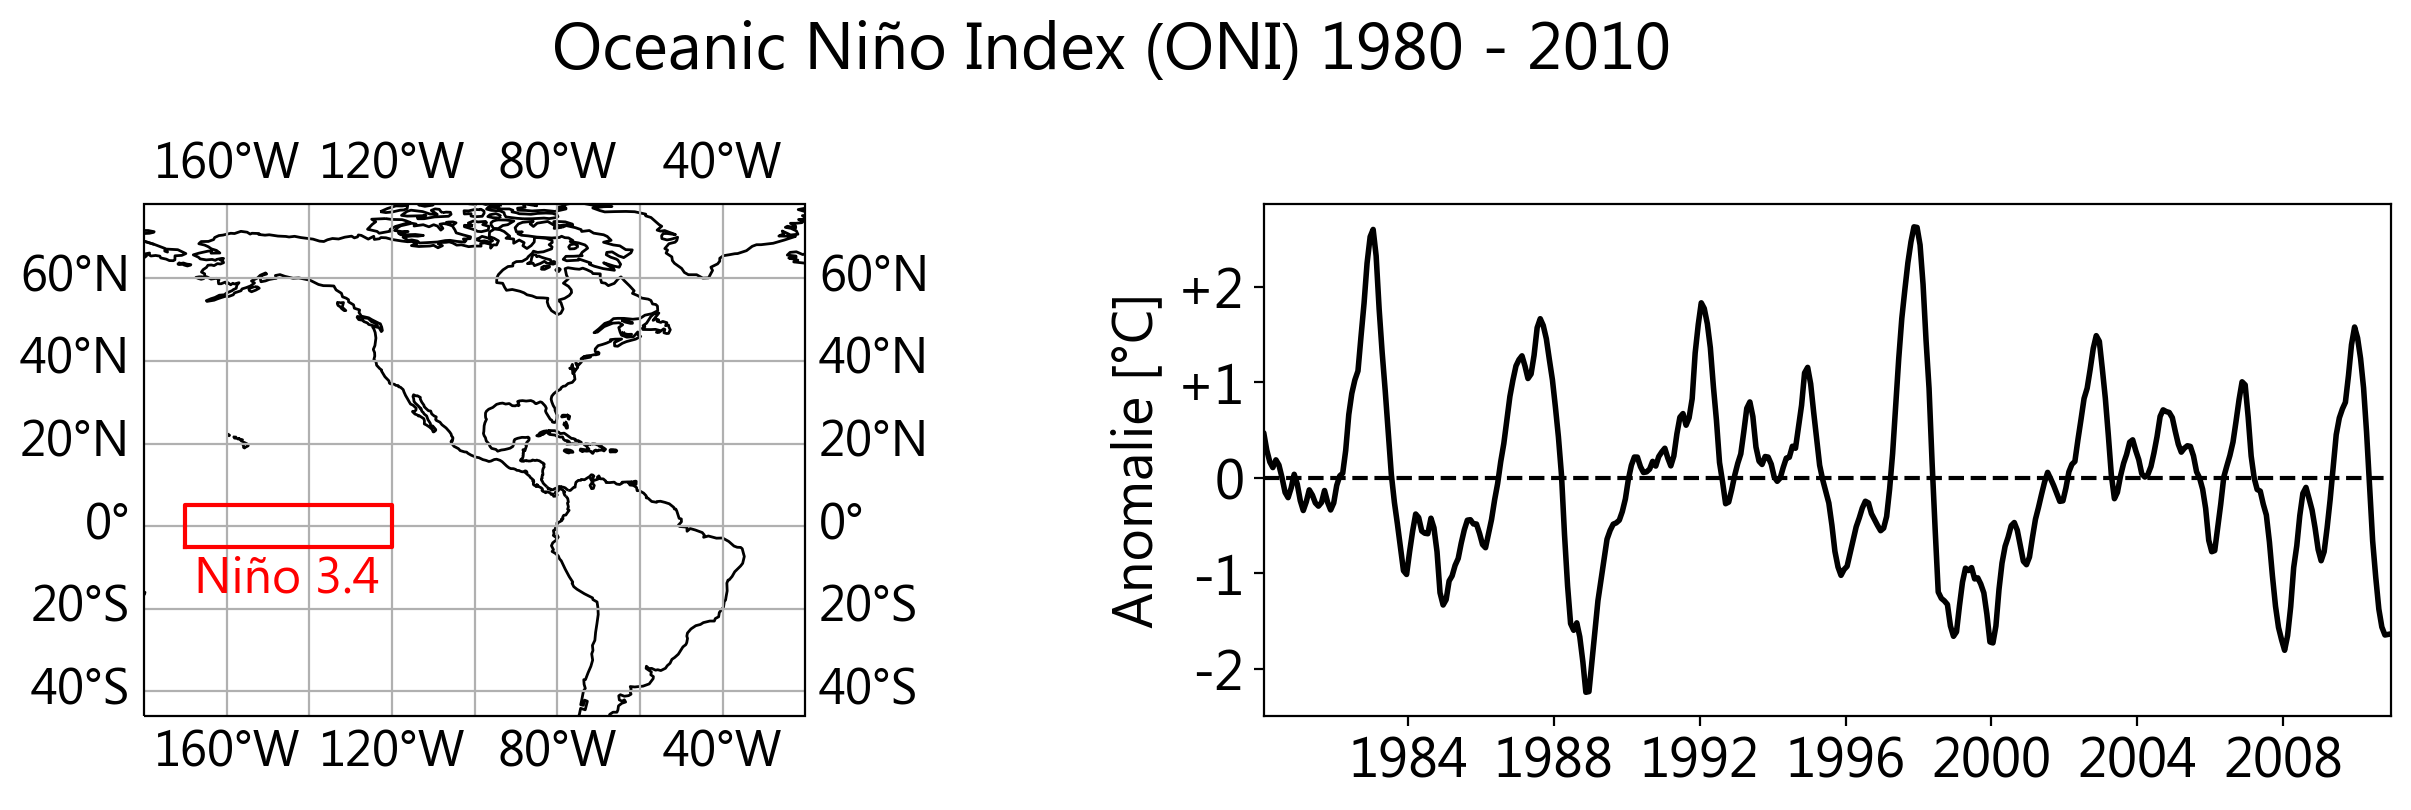 Oceanic Niño Index (ONI) 1980 - 2010
160°W 120°W 80°W 40°W
60°N 60°N
40°N 40°N
20°N 20°N
0° 0°
Niño 3.4
20°S 20°S
40°S 40°S
160°W 120°W 80°W 40°W
Anomalie [°C]
+2
+1
0
-1
-2
1984 1988 1992 1996 2000 2004 2008